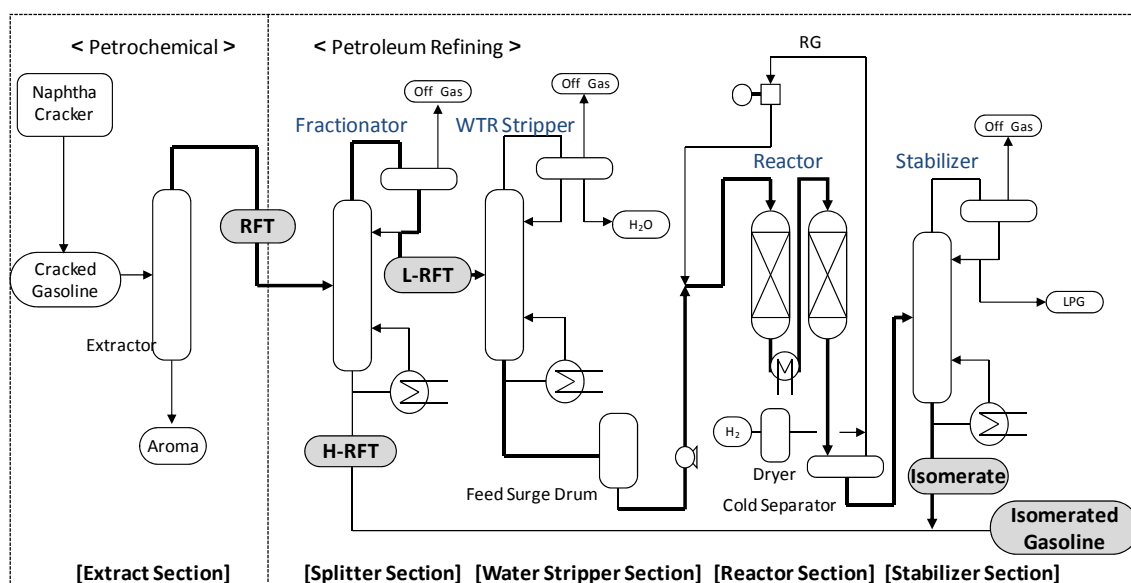 < Petrochemical >
< Petroleum Refining >
RG
Naphtha
Cracker
Off Gas
Off Gas
Off Gas
Fractionator
WTR Stripper
Reactor
Stabilizer
RFT
H₂O
Cracked
Gasoline
L-RFT
LPG
Extractor
Aroma
H-RFT
H₂
Dryer
Feed Surge Drum
Cold Separator
Isomerate
Isomerated
Gasoline
[Extract Section]
[Splitter Section]
[Water Stripper Section]
[Reactor Section]
[Stabilizer Section]